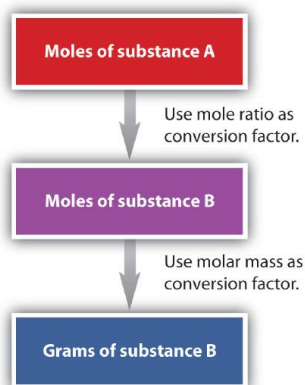 Moles of substance A
Use mole ratio as
conversion factor.
Moles of substance B
Use molar mass as
conversion factor.
Grams of substance B